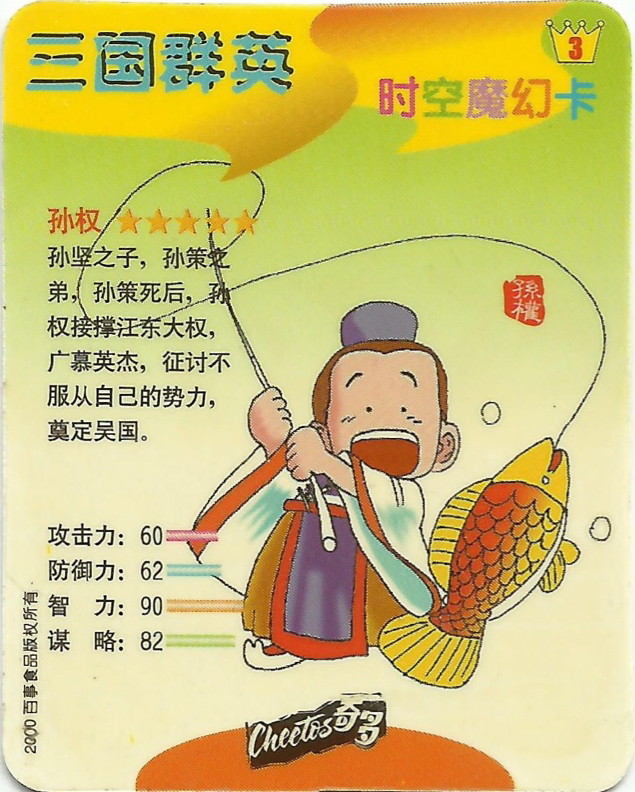 三国群英
3
时空魔幻卡
孙权 ★★★★★
孙坚之子，孙策之
弟，孙策死后，孙
权接撑江东大权，
广慕英杰，征讨不
服从自己的势力，
奠定吴国。
孫權
攻击力：60
防御力：62
智　力：90
谋　略：82
2000 百事食品版权所有
Cheetos奇多